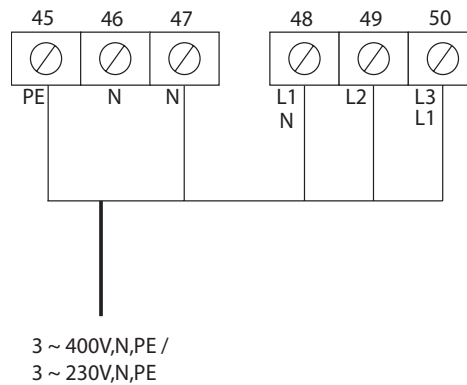 45 46 47 48 49 50
PE N N L1 L2 L3
N L1
3 ~ 400V,N,PE /
3 ~ 230V,N,PE